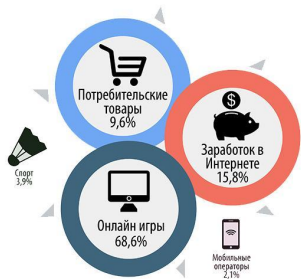 Потребительские
товары
9,6%
$
Заработок в
Интернете
15,8%
Спорт
3,9%
Онлайн игры
68,6%
Мобильные
операторы
2,1%